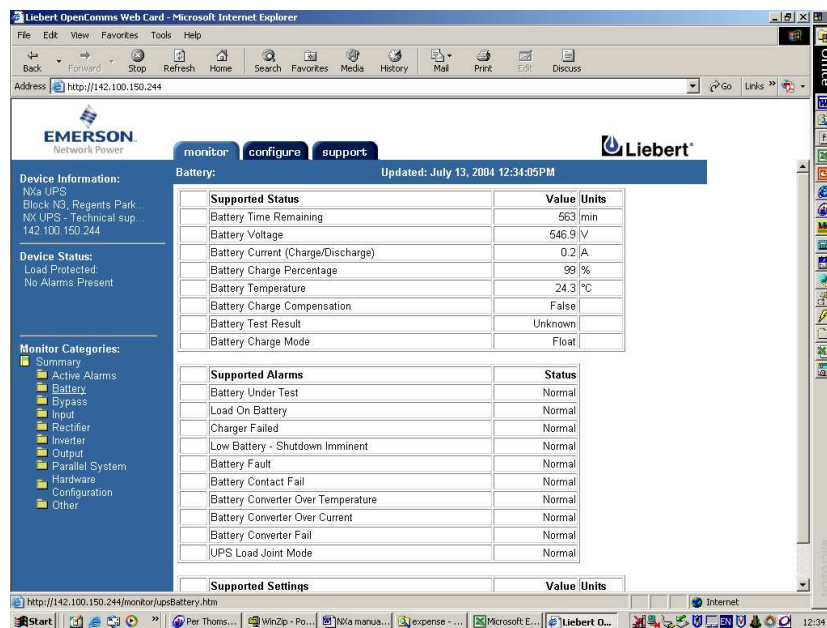 Liebert OpenComms Web Card - Microsoft Internet Explorer
File Edit View Favorites Tools Help
Back Forward Stop Refresh Home Search Favorites Media History Mail Print Edit Discuss
Address http://142.100.150.244 Go Links »
EMERSON.
Network Power
monitor configure support
Liebert
Device Information:
NXa UPS
Block N3, Regents Park...
NX UPS - Technical sup...
142.100.150.244
Device Status:
Load Protected:
No Alarms Present
Monitor Categories:
Summary
Active Alarms
Battery
Bypass
Input
Rectifier
Inverter
Output
Parallel System
Hardware
Configuration
Other
Battery: Updated: July 13, 2004 12:34:05PM
Supported Status Value Units
Battery Time Remaining 563 min
Battery Voltage 546.9 V
Battery Current (Charge/Discharge) 0.2 A
Battery Charge Percentage 99 %
Battery Temperature 24.3 °C
Battery Charge Compensation False
Battery Test Result Unknown
Battery Charge Mode Float
Supported Alarms Status
Battery Under Test Normal
Load On Battery Normal
Charger Failed Normal
Low Battery - Shutdown Imminent Normal
Battery Fault Normal
Battery Contact Fail Normal
Battery Converter Over Temperature Normal
Battery Converter Over Current Normal
Battery Converter Fail Normal
UPS Load Joint Mode Normal
Supported Settings Value Units
http://142.100.150.244/monitor/upsBattery.htm Internet
Start » Per Thoms... WinZip - Po... NXa manua... expense - ... Microsoft E... Liebert O... EN 12:34
Office